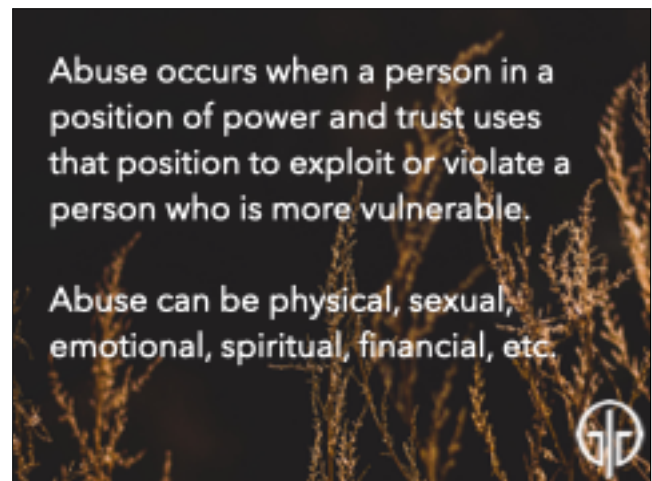 Abuse occurs when a person in a
position of power and trust uses
that position to exploit or violate a
person who is more vulnerable.
Abuse can be physical, sexual,
emotional, spiritual, financial, etc.